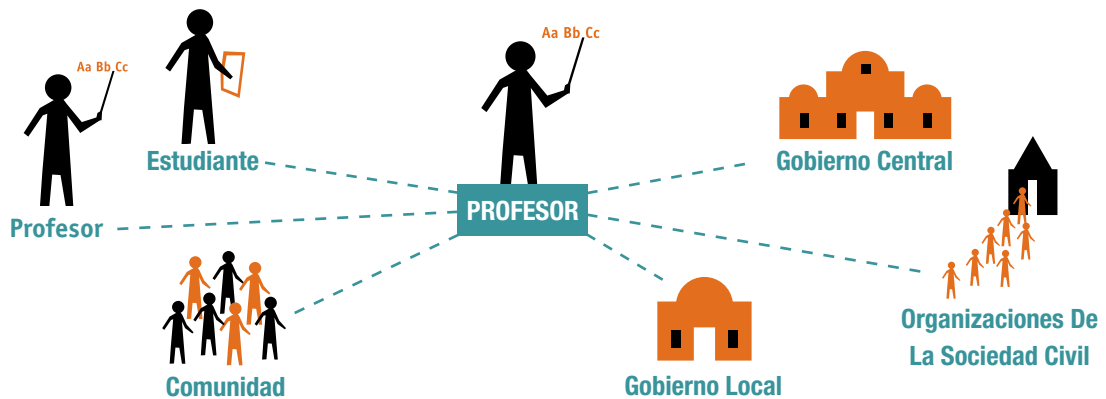 Aa Bb Cc
Aa Bb Cc
Estudiante
Gobierno Central
PROFESOR
Profesor
Organizaciones De
La Sociedad Civil
Comunidad
Gobierno Local